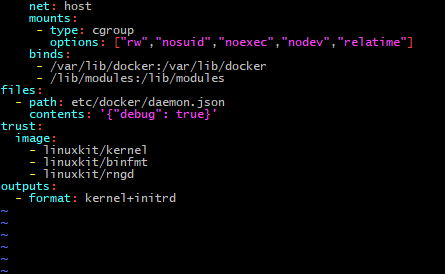 net: host
    mounts:
     - type: cgroup
       options: ["rw","nosuid","noexec","nodev","relatime"]
    binds:
     - /var/lib/docker:/var/lib/docker
     - /lib/modules:/lib/modules
files:
  - path: etc/docker/daemon.json
    contents: '{"debug": true}'
trust:
  image:
    - linuxkit/kernel
    - linuxkit/binfmt
    - linuxkit/rngd
outputs:
  - format: kernel+initrd
~
~
~
~
~
~